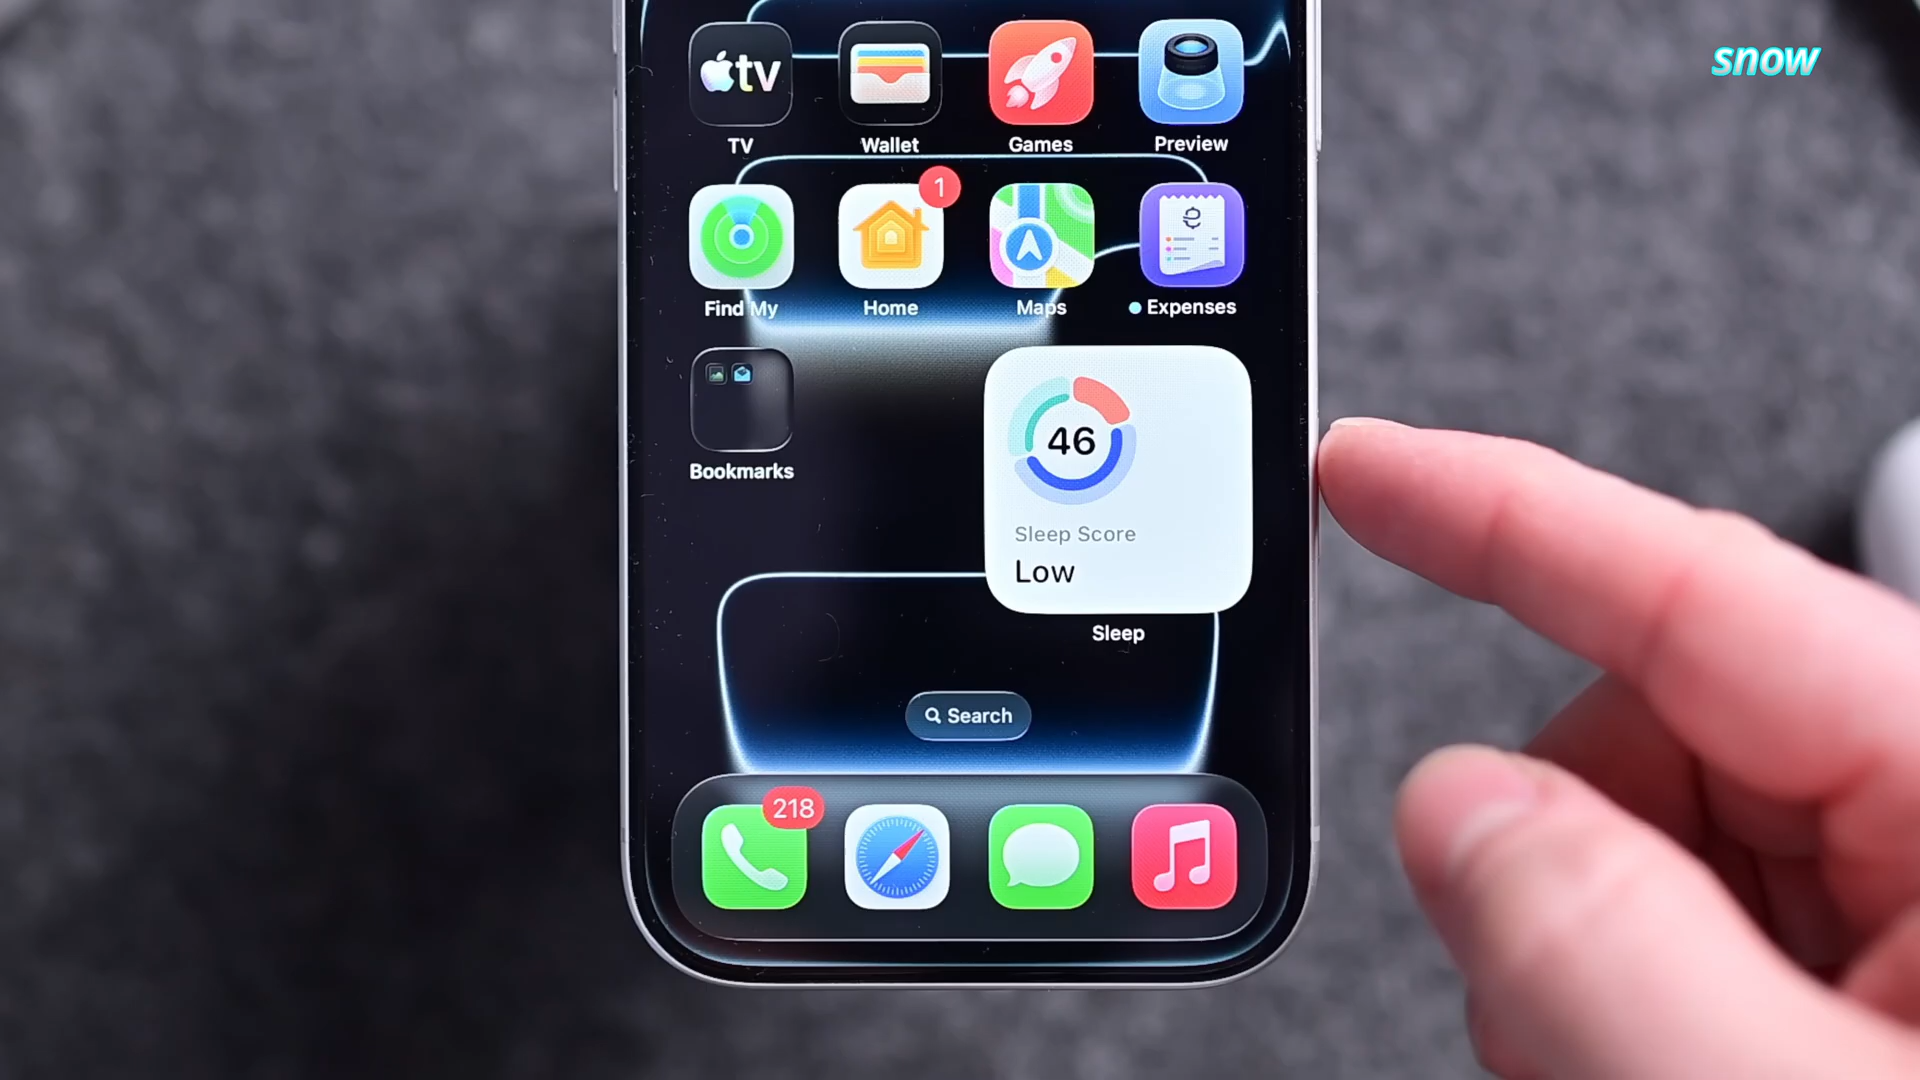 snow
tv
TV
Wallet
Games
Preview
1
Find My
Home
Maps
Expenses
Bookmarks
46
Sleep Score
Low
Sleep
Search
218